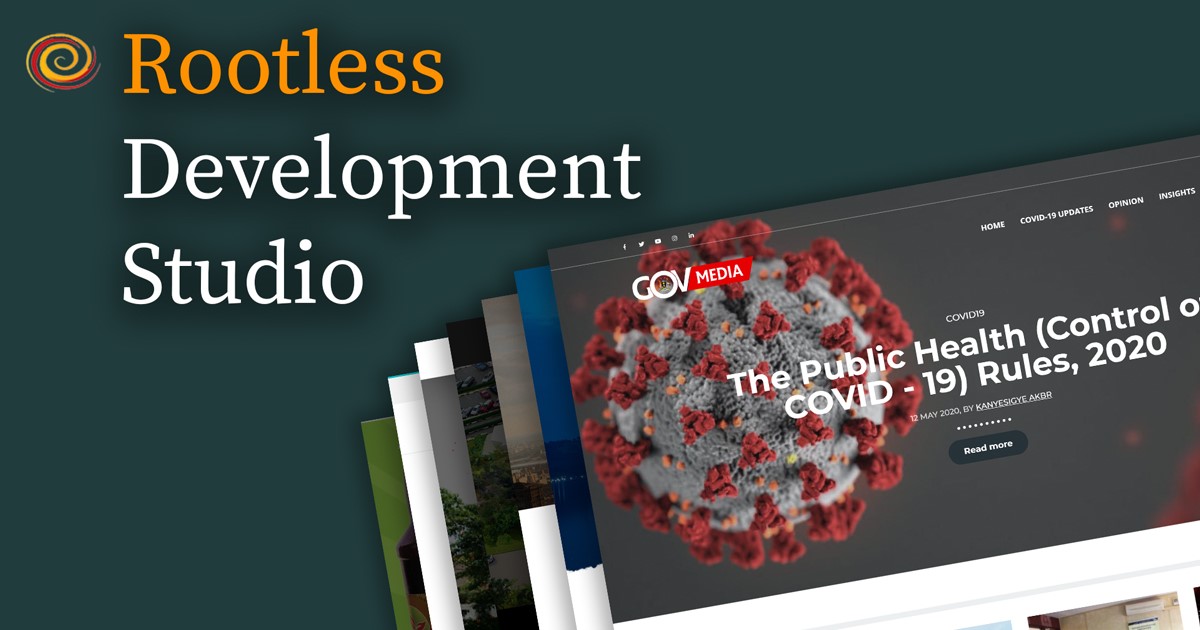 Rootless
Development
Studio
HOME COVID-19 UPDATES OPINION INSIGHTS
GOV MEDIA
COVID19
The Public Health (Control o
COVID - 19) Rules, 2020
12 MAY 2020, BY KANYESIGYE AKBR
Read more